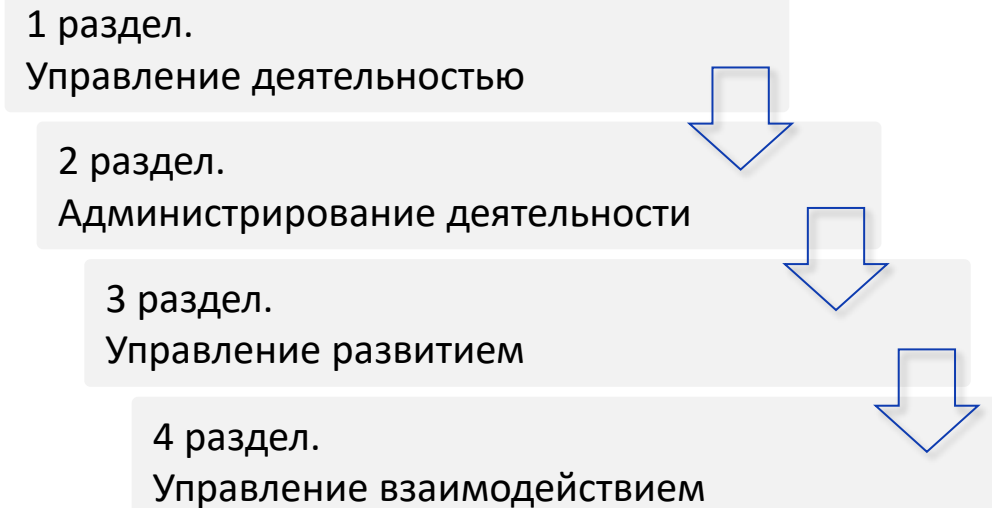 1 раздел.
Управление деятельностью
2 раздел.
Администрирование деятельности
3 раздел.
Управление развитием
4 раздел.
Управление взаимодействием